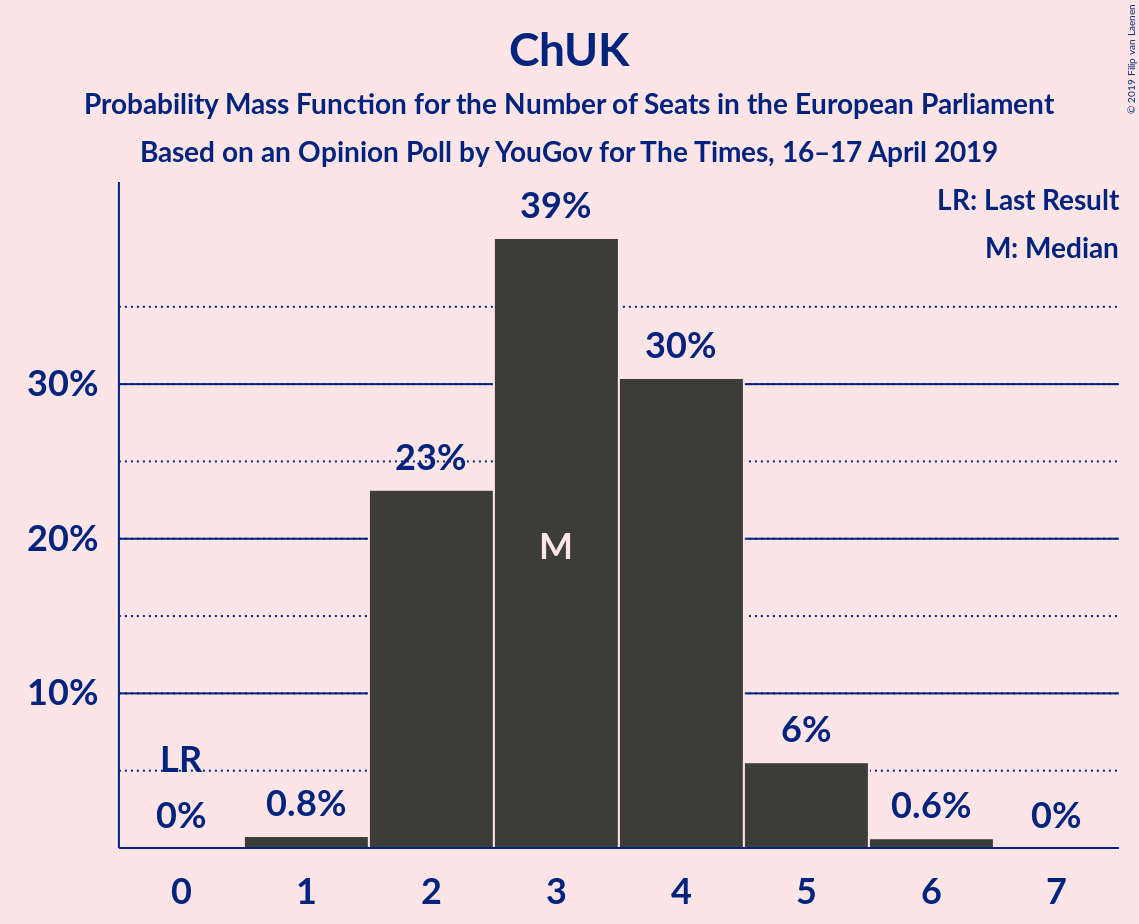 ChUK
Probability Mass Function for the Number of Seats in the European Parliament
Based on an Opinion Poll by YouGov for The Times, 16–17 April 2019
© 2019 Filip van Laenen
LR: Last Result
M: Median
39%
30%
30%
23%
20%
M
10%
6%
LR
0%
0.8%
0.6%
0%
0 1 2 3 4 5 6 7